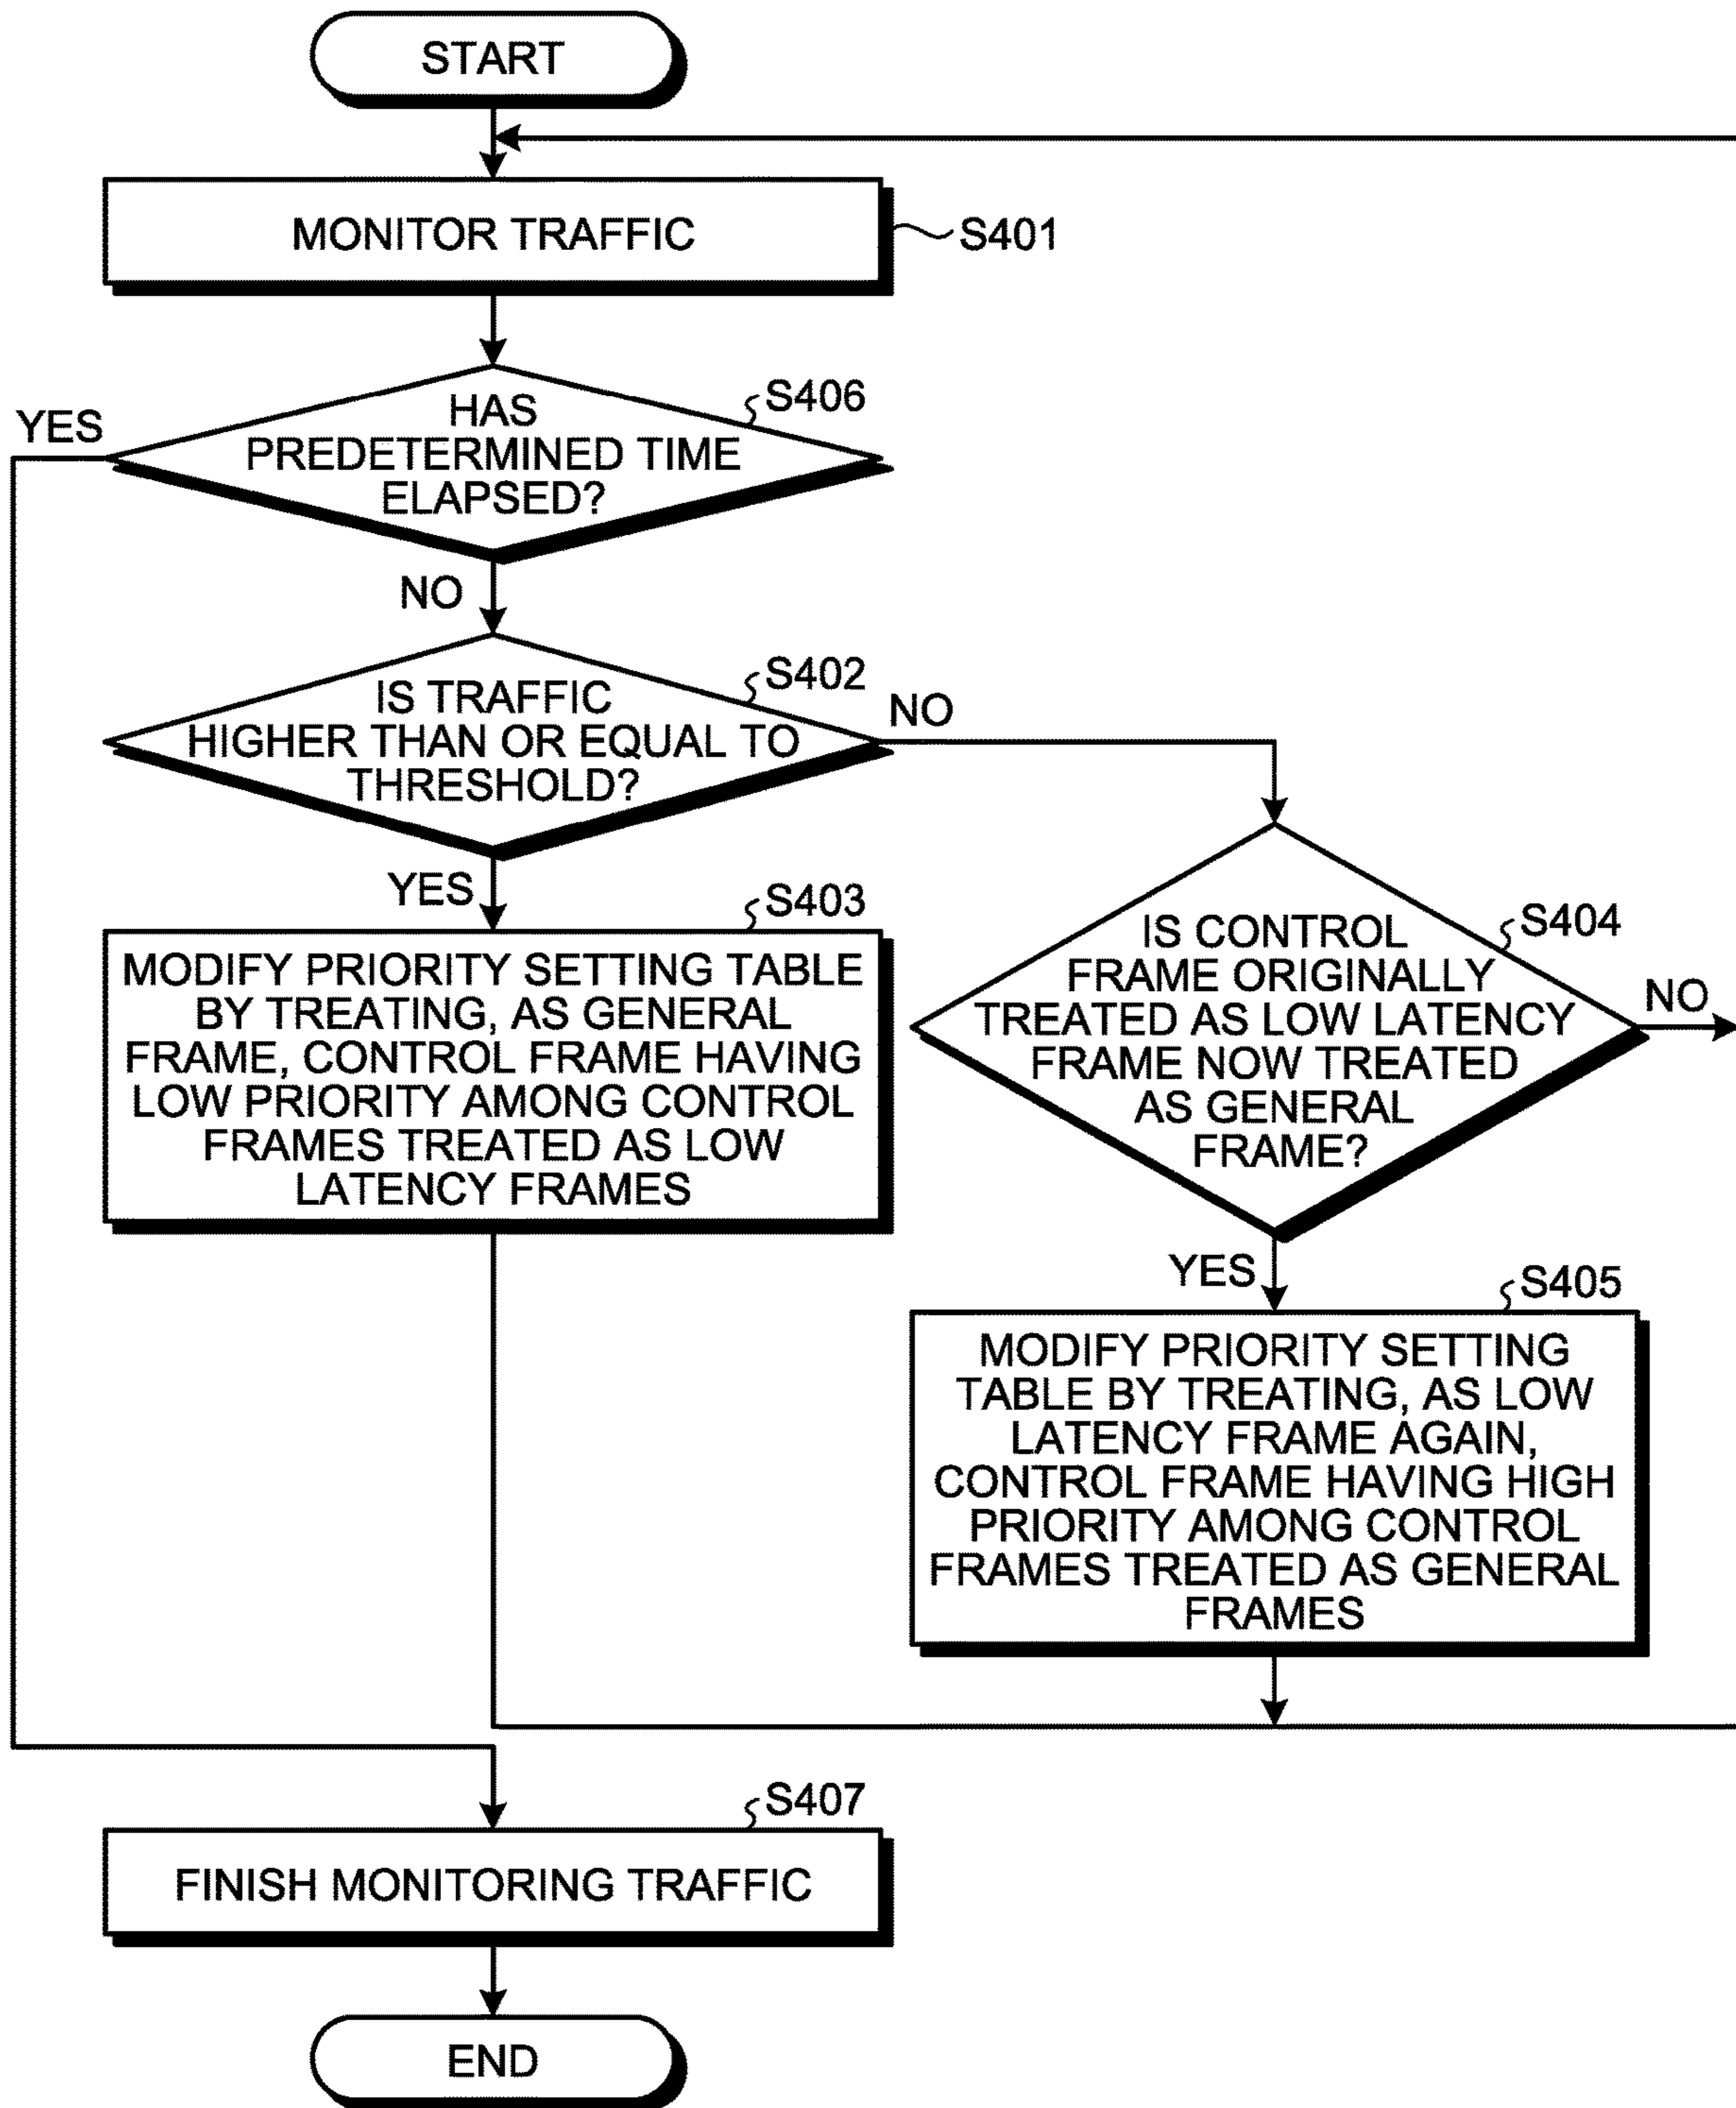 START
MONITOR TRAFFIC
S401
HAS
PREDETERMINED TIME
ELAPSED?
S406
YES
NO
IS TRAFFIC
HIGHER THAN OR EQUAL TO
THRESHOLD?
S402
NO
YES
S403
MODIFY PRIORITY SETTING TABLE
BY TREATING, AS GENERAL
FRAME, CONTROL FRAME HAVING
LOW PRIORITY AMONG CONTROL
FRAMES TREATED AS LOW
LATENCY FRAMES
IS CONTROL
FRAME ORIGINALLY
TREATED AS LOW LATENCY
FRAME NOW TREATED
AS GENERAL
FRAME?
S404
NO
YES
S405
MODIFY PRIORITY SETTING
TABLE BY TREATING, AS LOW
LATENCY FRAME AGAIN,
CONTROL FRAME HAVING HIGH
PRIORITY AMONG CONTROL
FRAMES TREATED AS GENERAL
FRAMES
S407
FINISH MONITORING TRAFFIC
END